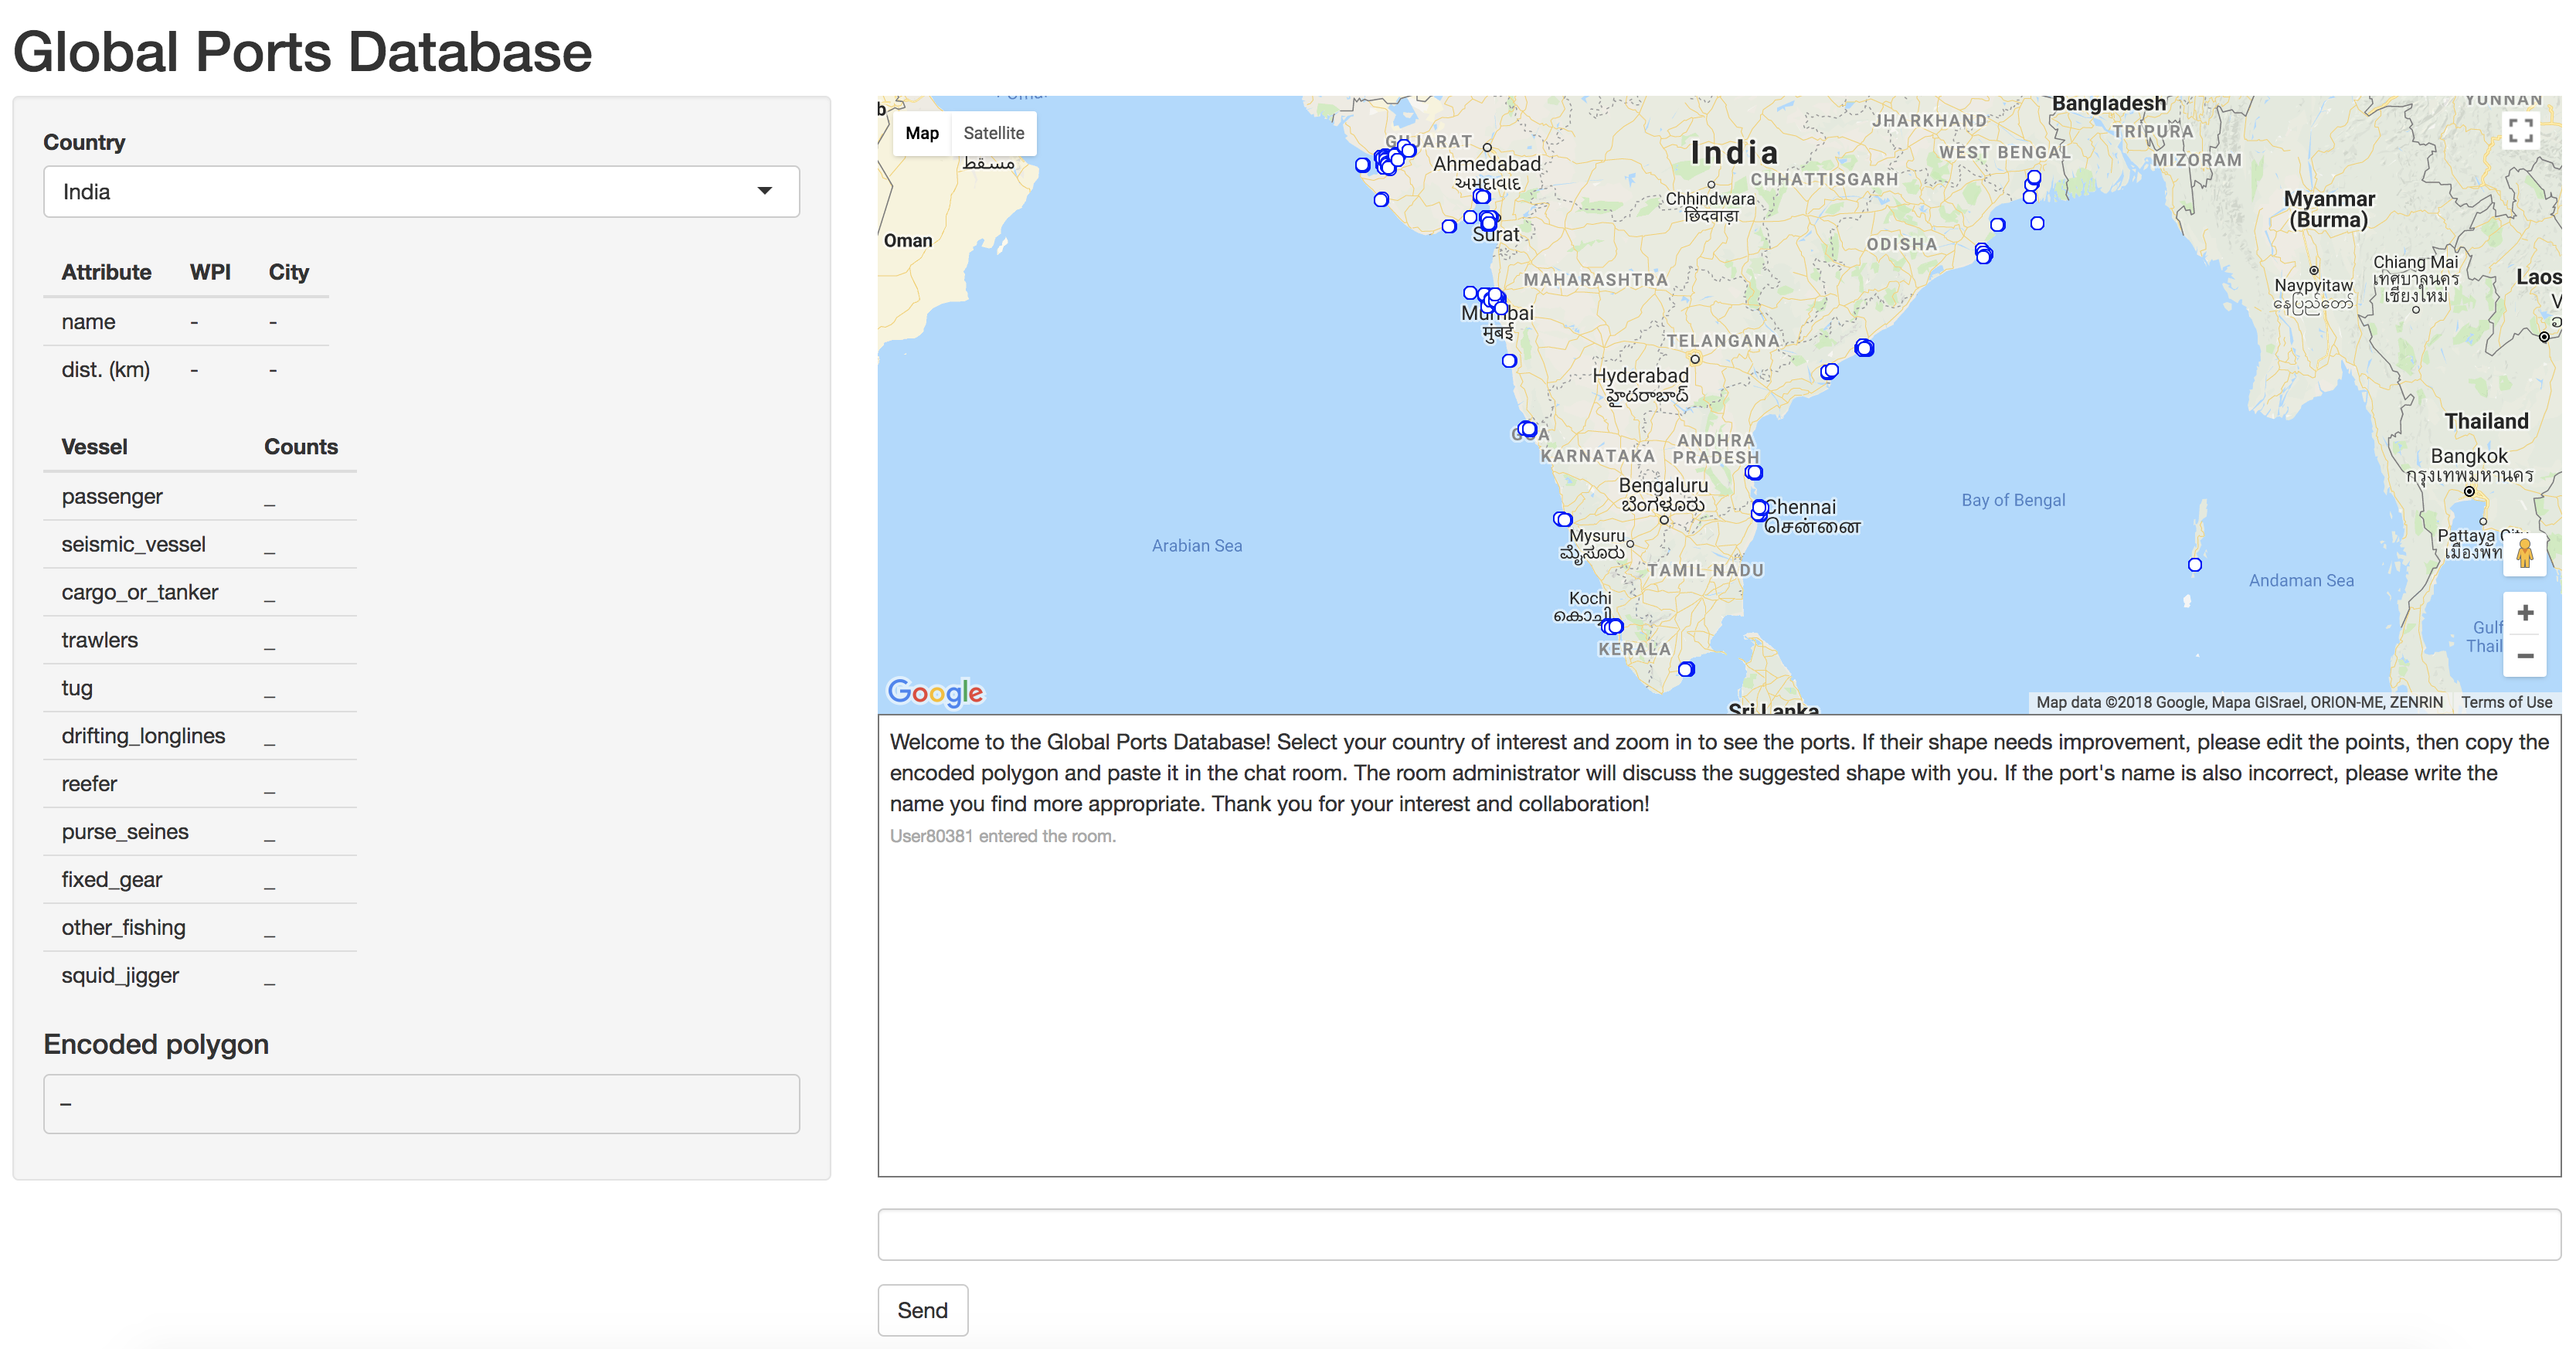 Global Ports Database
Country
India
Attribute WPI City
name - -
dist. (km) - -
Vessel Counts
passenger _
seismic_vessel _
cargo_or_tanker _
trawlers _
tug _
drifting_longlines _
reefer _
purse_seines _
fixed_gear _
other_fishing _
squid_jigger _
Encoded polygon
–
Map Satellite
مسقط
Oman
GUJARAT
Ahmedabad
અમદાવાદ
Surat
India
Chhindwara
छिंदवाड़ा
JHARKHAND
WEST BENGAL
CHHATTISGARH
ODISHA
Bangladesh
TRIPURA
MIZORAM
YUNNAN
Myanmar
(Burma)
Naypyitaw
နေပြည်တော်
Chiang Mai
เทศบาลนคร
เชียงใหม่
Laos
MAHARASHTRA
Mumbai
मुंबई
TELANGANA
Hyderabad
హైదరాబాద్
GOA
KARNATAKA
ANDHRA
PRADESH
Bengaluru
ಬೆಂಗಳೂರು
Chennai
சென்னை
Mysuru
ಮೈಸೂರು
TAMIL NADU
Kochi
കൊച്ചി
KERALA
Sri Lanka
Arabian Sea
Bay of Bengal
Andaman Sea
Thailand
Bangkok
กรุงเทพมหานคร
Pattaya City
Gulf
Thail
Google
Map data ©2018 Google, Mapa GISrael, ORION-ME, ZENRIN Terms of Use
Welcome to the Global Ports Database! Select your country of interest and zoom in to see the ports. If their shape needs improvement, please edit the points, then copy the
encoded polygon and paste it in the chat room. The room administrator will discuss the suggested shape with you. If the port's name is also incorrect, please write the
name you find more appropriate. Thank you for your interest and collaboration!
User80381 entered the room.
Send